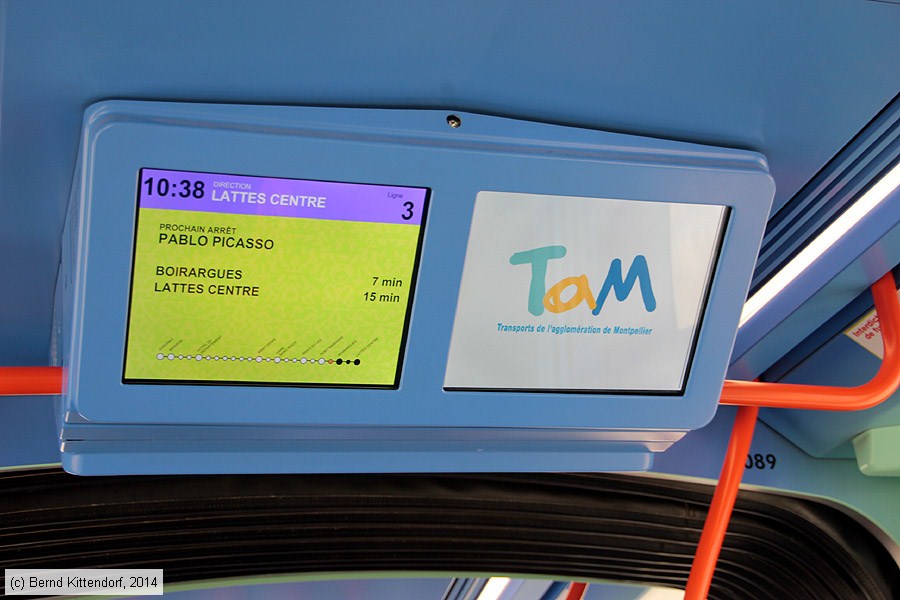 10:38
DIRECTION
LATTES CENTRE
Ligne
3
PROCHAIN ARRÊT
PABLO PICASSO
BOIRARGUES 7 min
LATTES CENTRE 15 min
TaM
Transports de l'agglomération de Montpellier
089
(c) Bernd Kittendorf, 2014